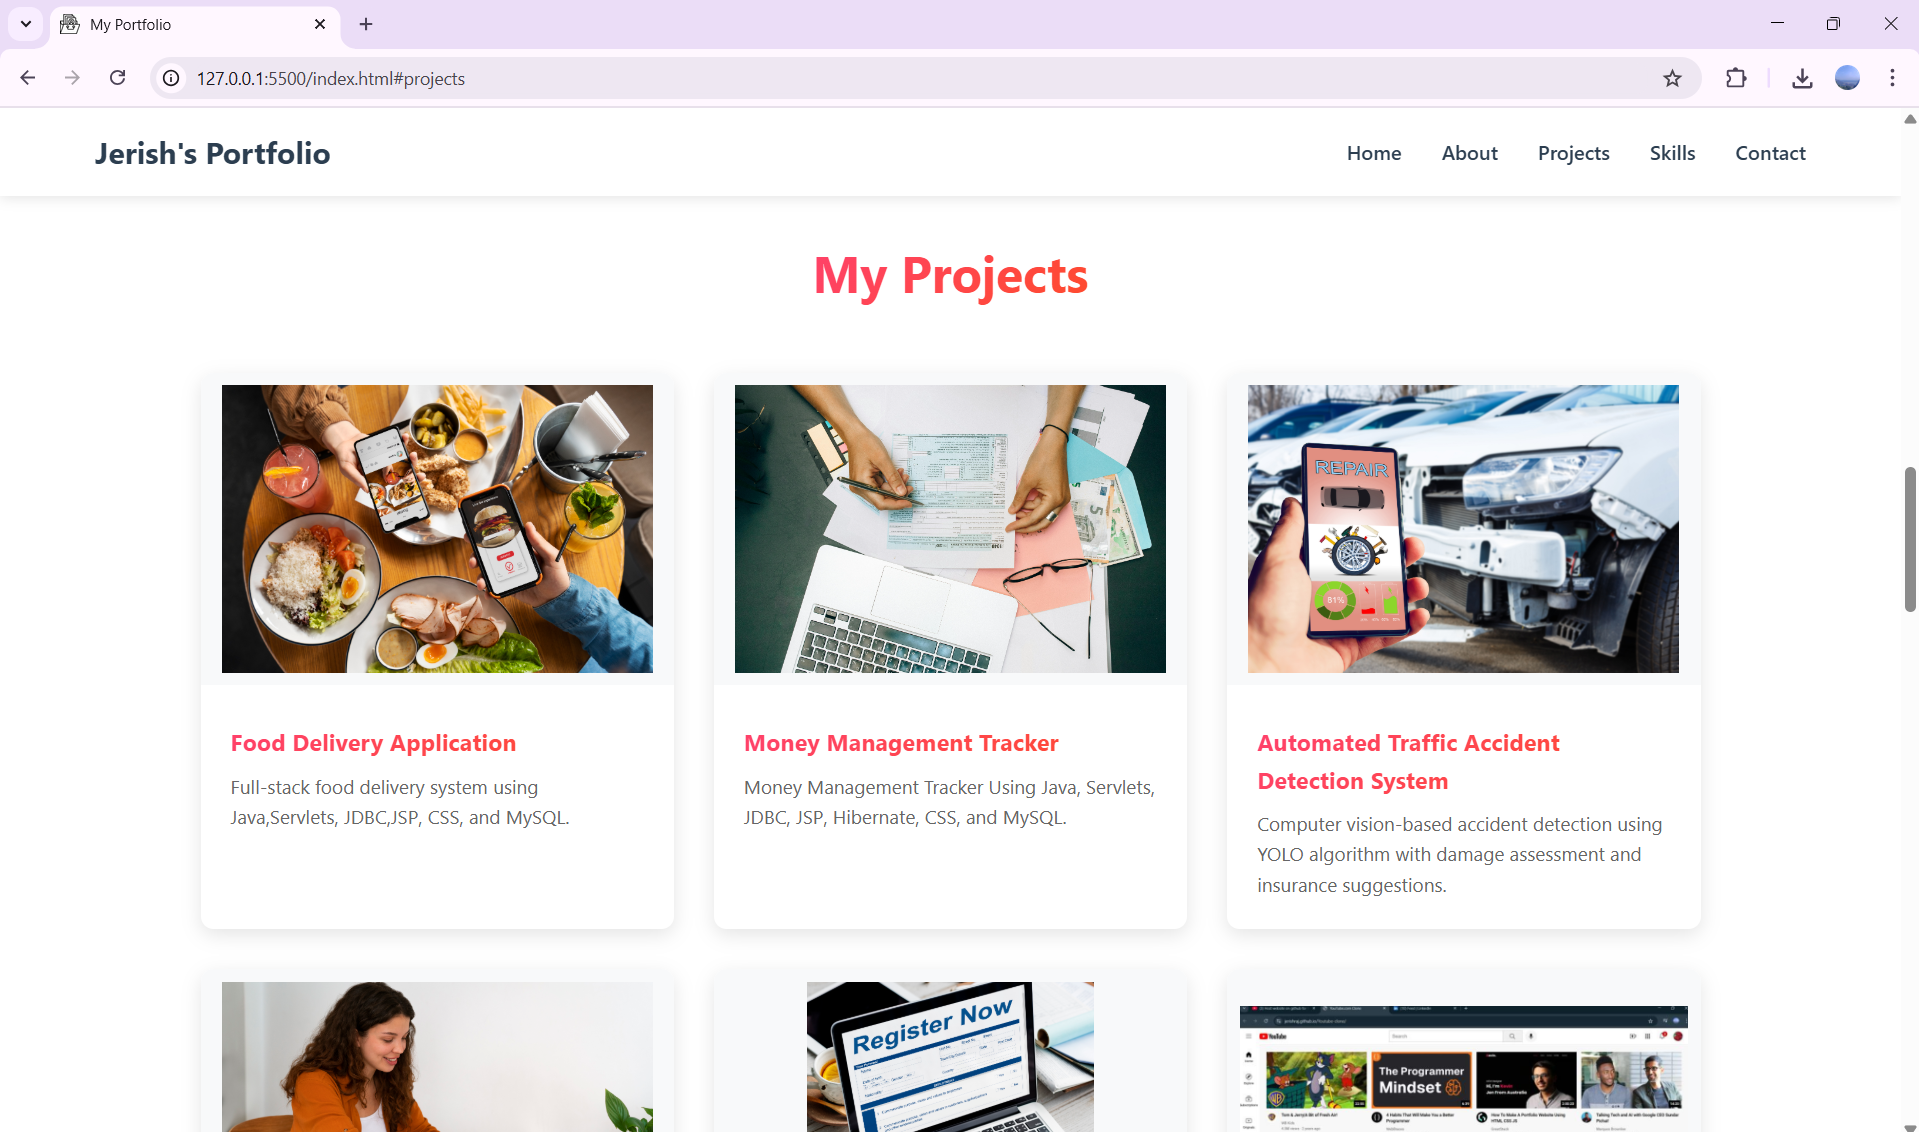 My Portfolio
127.0.0.1:5500/index.html#projects
Jerish's Portfolio
Home
About
Projects
Skills
Contact
My Projects
REPAIR
81%
Food Delivery Application
Full-stack food delivery system using
Java,Servlets, JDBC,JSP, CSS, and MySQL.
Money Management Tracker
Money Management Tracker Using Java, Servlets,
JDBC, JSP, Hibernate, CSS, and MySQL.
Automated Traffic Accident
Detection System
Computer vision-based accident detection using
YOLO algorithm with damage assessment and
insurance suggestions.
Register Now
YouTube
Search
The Programmer
Mindset